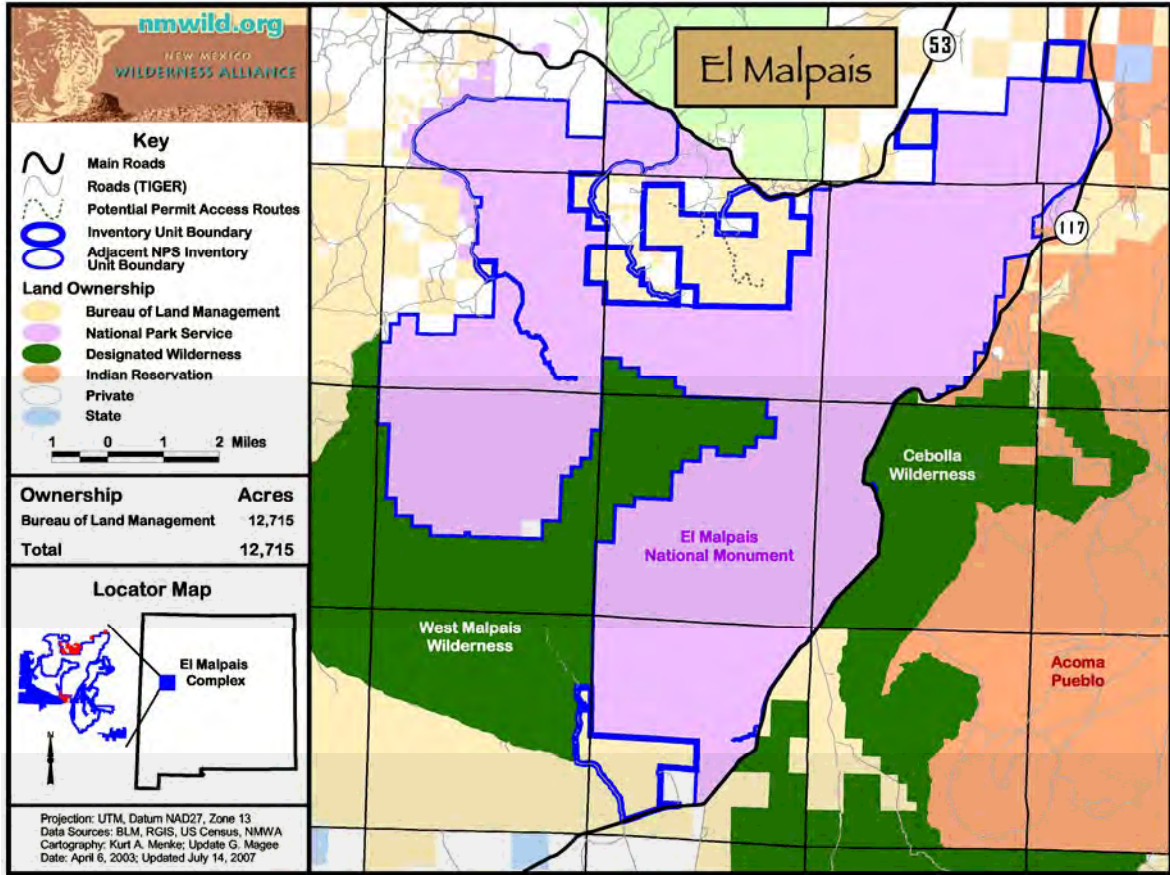 nmwild.org
NEW MEXICO
WILDERNESS ALLIANCE
Key
Main Roads
Roads (TIGER)
Potential Permit Access Routes
Inventory Unit Boundary
Adjacent NPS Inventory
Unit Boundary
Land Ownership
Bureau of Land Management
National Park Service
Designated Wilderness
Indian Reservation
Private
State
1 0 1 2 Miles
Ownership Acres
Bureau of Land Management 12,715
Total 12,715
Locator Map
El Malpais
Complex
N
Projection: UTM, Datum NAD27, Zone 13
Data Sources: BLM, RGIS, US Census, NMWA
Cartography: Kurt A. Menke; Update G. Magee
Date: April 6, 2003; Updated July 14, 2007
El Malpais
53
117
Cebolla
Wilderness
El Malpais
National Monument
West Malpais
Wilderness
Acoma
Pueblo